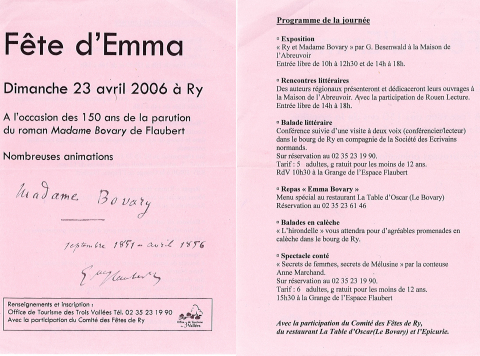 Fête d'Emma
Dimanche 23 avril 2006 à Ry
A l'occasion des 150 ans de la parution
du roman Madame Bovary de Flaubert
Nombreuses animations
Madame Bovary
septembre 1851 - avril 1856
Gve Flaubert
Renseignements et inscription :
Office de Tourisme des Trois Vallées Tél. 02 35 23 19 90
Avec la participation du Comité des Fêtes de Ry
Programme de la journée
¤ Exposition
« Ry et Madame Bovary » par G. Besenwald à la Maison de
l'Abreuvoir
Entrée libre de 10h à 12h30 et de 14h à 18h.
¤ Rencontres littéraires
Des auteurs régionaux présenteront et dédicaceront leurs ouvrages à
la Maison de l'Abreuvoir. Avec la participation de Rouen Lecture.
Entrée libre de 14h à 18h.
¤ Balade littéraire
Conférence suivie d'une visite à deux voix (conférencier/lecteur)
dans le bourg de Ry en compagnie de la Société des Ecrivains
normands.
Sur réservation au 02 35 23 19 90.
Tarif : 5 adultes, g ratuit pour les moins de 12 ans.
RdV 10h30 à la Grange de l'Espace Flaubert
¤ Repas « Emma Bovary »
Menu spécial au restaurant La Table d'Oscar (Le Bovary)
Réservation au 02 35 23 61 46
¤ Balades en calèche
« L'hirondelle » vous attendra pour d'agréables promenades en
calèche dans le bourg de Ry.
¤ Spectacle conté
« Secrets de femmes, secrets de Mélusine » par la conteuse
Anne Marchand.
Sur réservation au 02 35 23 19 90.
Tarif : 6 adultes, g ratuit pour les moins de 12 ans.
15h30 à la Grange de l'Espace Flaubert
Avec la participation du Comité des Fêtes de Ry,
du restaurant La Table d'Oscar(Le Bovary) et l'Epicurie.